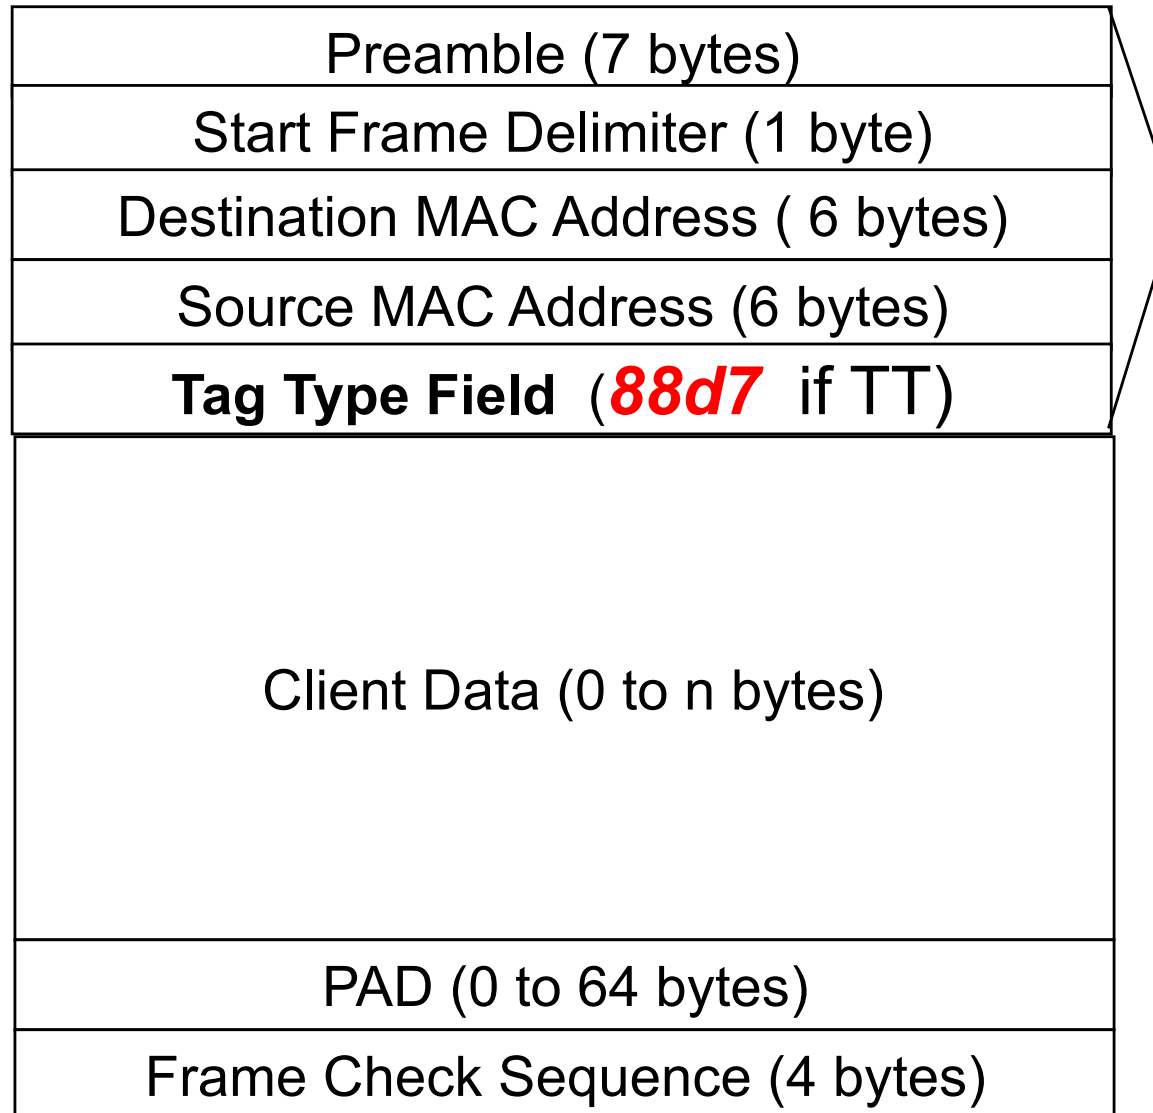 Preamble (7 bytes)
Start Frame Delimiter (1 byte)
Destination MAC Address ( 6 bytes)
Source MAC Address (6 bytes)
Tag Type Field (88d7 if TT)
Client Data (0 to n bytes)
PAD (0 to 64 bytes)
Frame Check Sequence (4 bytes)